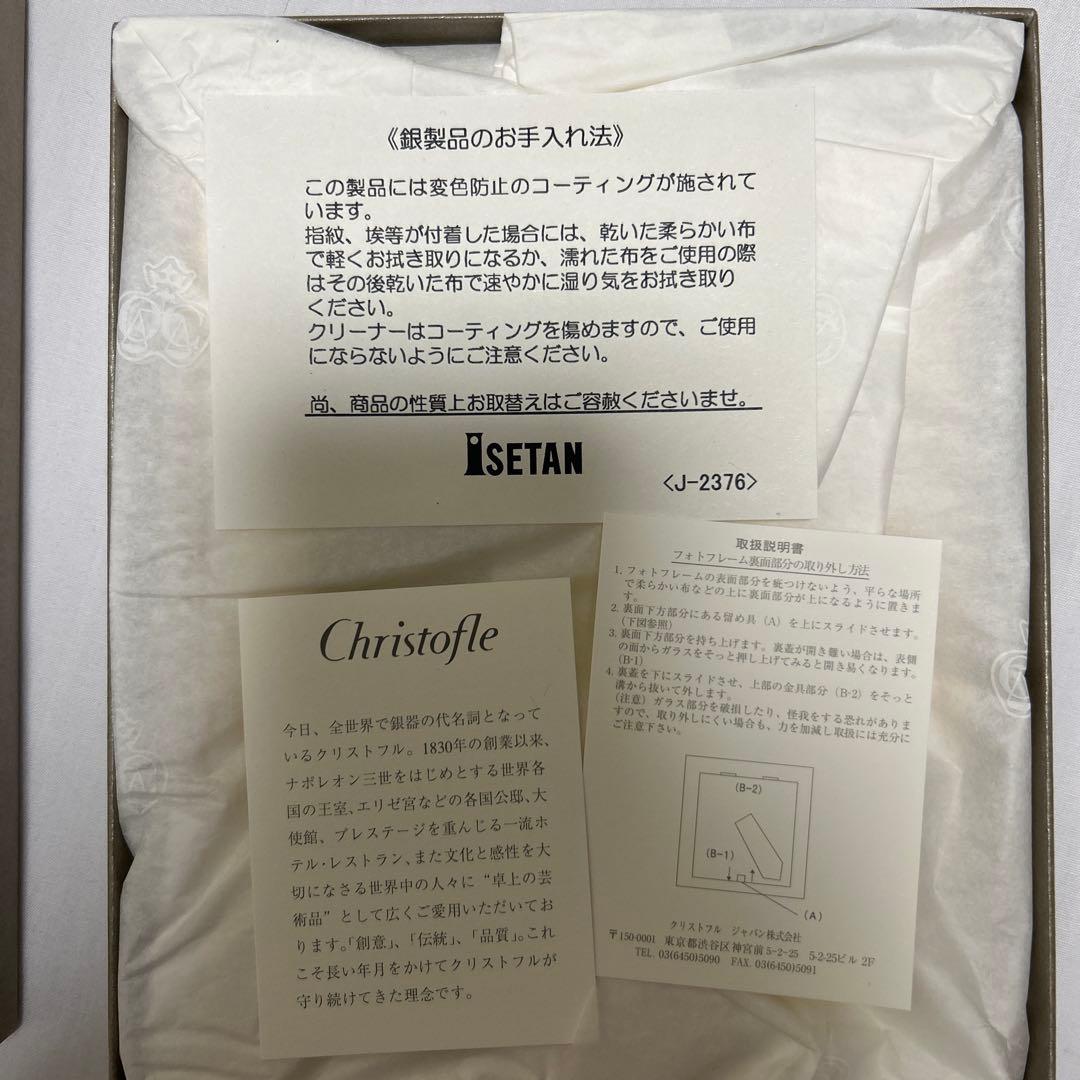 《銀製品のお手入れ法》
この製品には変色防止のコーティングが施されて
います。
指紋、埃等が付着した場合には、乾いた柔らかい布
で軽くお拭き取りになるか、濡れた布をご使用の際
はその後乾いた布で速やかに湿り気をお拭き取り
ください。
クリーナーはコーティングを傷めますので、ご使用
にならないようにご注意ください。
尚、商品の性質上お取替えはご容赦くださいませ。
ISETAN
<J-2376>
Christofle
今日、全世界で銀器の代名詞となって
いるクリストフル。1830年の創業以来、
ナポレオン三世をはじめとする世界各
国の王室、エリゼ宮などの各国公邸、大
使館、プレステージを重んじる一流ホ
テル・レストラン、また文化と感性を大
切になさる世界中の人々に“卓上の芸
術品”として広くご愛用いただいてお
ります。「創意」、「伝統」、「品質」。これ
こそ長い年月をかけてクリストフルが
守り続けてきた理念です。
取扱説明書
フォトフレーム裏面部分の取り外し方法
1. フォトフレームの表面部分を疵つけないよう、平らな場所
で柔らかい布などの上に裏面部分が上になるように置きま
す。
2. 裏面下方部分にある留め具（A）を上にスライドさせます。
（下図参照）
3. 裏面下方部分を持ち上げます。裏蓋が開き難い場合は、表側
の面からガラスをそっと押し上げてみると開き易くなります。
(B-1)
4. 裏蓋を下にスライドさせ、上部の金具部分（B-2）をそっと
溝から抜いて外します。
（注意）ガラス部分を破損したり、怪我をする恐れがありま
すので、取り外しにくい場合も、力を加減し取扱には充分に
ご注意下さい。
(B-2)
(B-1)
(A)
クリストフル ジャパン株式会社
〒150-0001 東京都渋谷区神宮前5-2-25 5-2-25ビル 2F
TEL. 03(6450)5090 FAX. 03(6450)5091